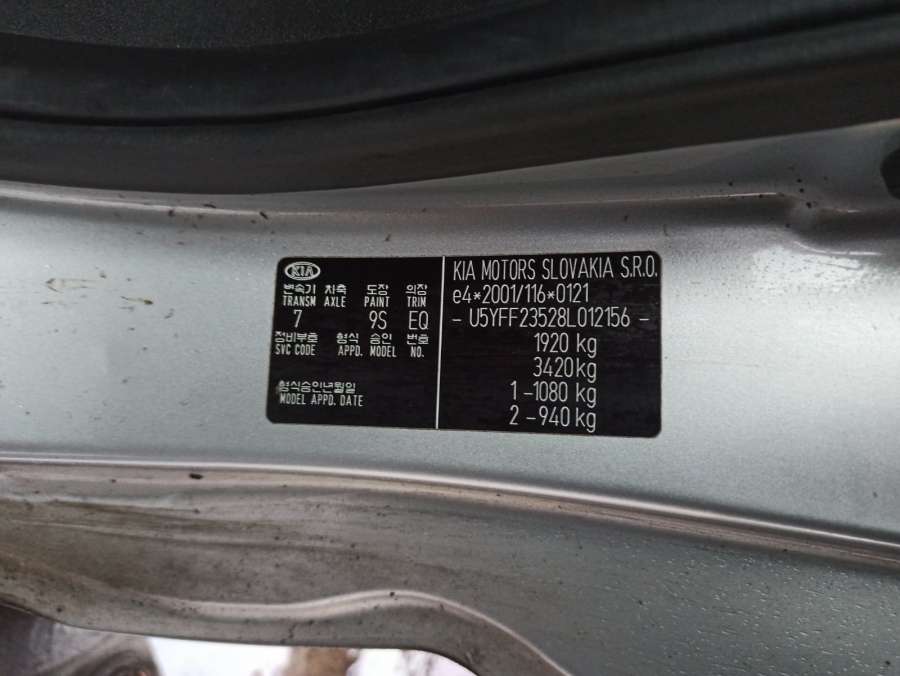 KIA
변속기 차축 도장 의장
TRANSM AXLE PAINT TRIM
7 9S EQ
정비부호 형식 승인 번호
SVC CODE APPD. MODEL NO.
형식승인년월일
MODEL APPD. DATE
KIA MOTORS SLOVAKIA S.R.O.
e4*2001/116*0121
- U5YFF23528L012156 -
1920 kg
3420 kg
1 -1080 kg
2 -940 kg